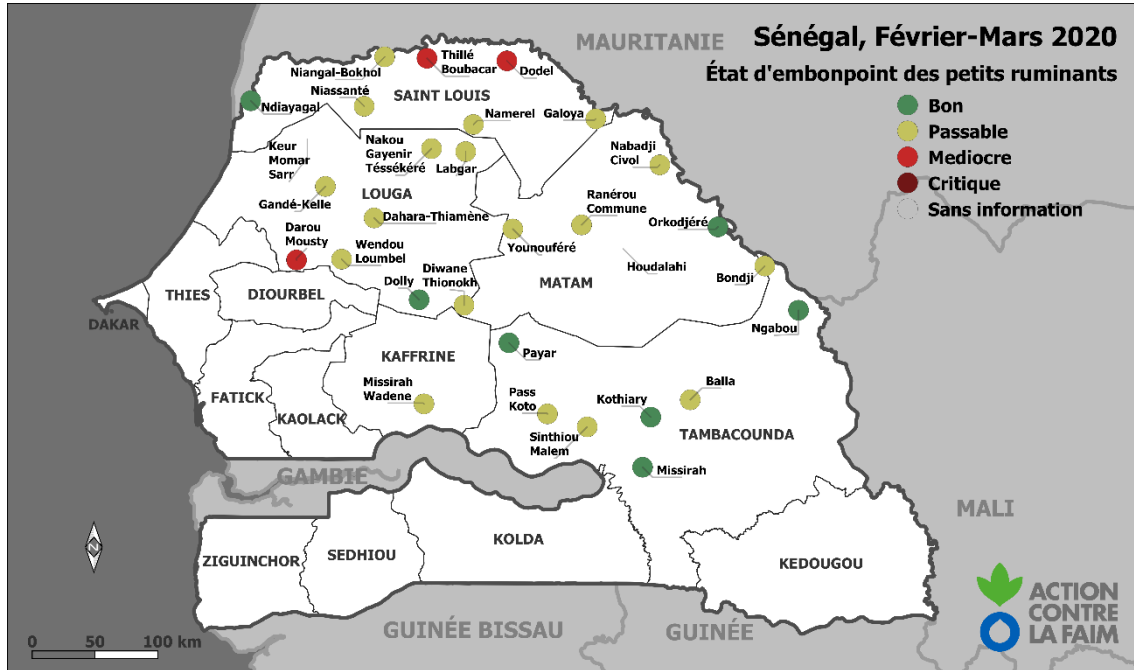 MAURITANIE
Sénégal, Février-Mars 2020
État d'embonpoint des petits ruminants
Bon
Passable
Mediocre
Critique
Sans information
Niangal-Bokhol
Thillé
Boubacar
Dodel
Niassanté
SAINT LOUIS
Ndiayagal
Namerel
Galoya
Keur
Momar
Sarr
Nakou
Gayenir
Téssékéré
Labgar
Nabadji
Civol
Gandé-Kelle
LOUGA
Ranérou
Commune
Dahara-Thiamène
Orkodjéré
Darou
Mousty
Wendou
Loumbel
Younouféré
Houdalahi
Bondji
Dolly
Diwane
Thionokh
MATAM
THIES
DIOURBEL
Ngabou
DAKAR
KAFFRINE
Payar
Missirah
Wadene
Pass
Koto
Kothiary
Balla
FATICK
KAOLACK
Sinthiou
Malem
TAMBACOUNDA
Missirah
GAMBIE
MALI
KOLDA
ZIGUINCHOR
SEDHIOU
KEDOUGOU
N
GUINÉE BISSAU
GUINÉE
ACTION
CONTRE
LA FAIM
0 50 100 km